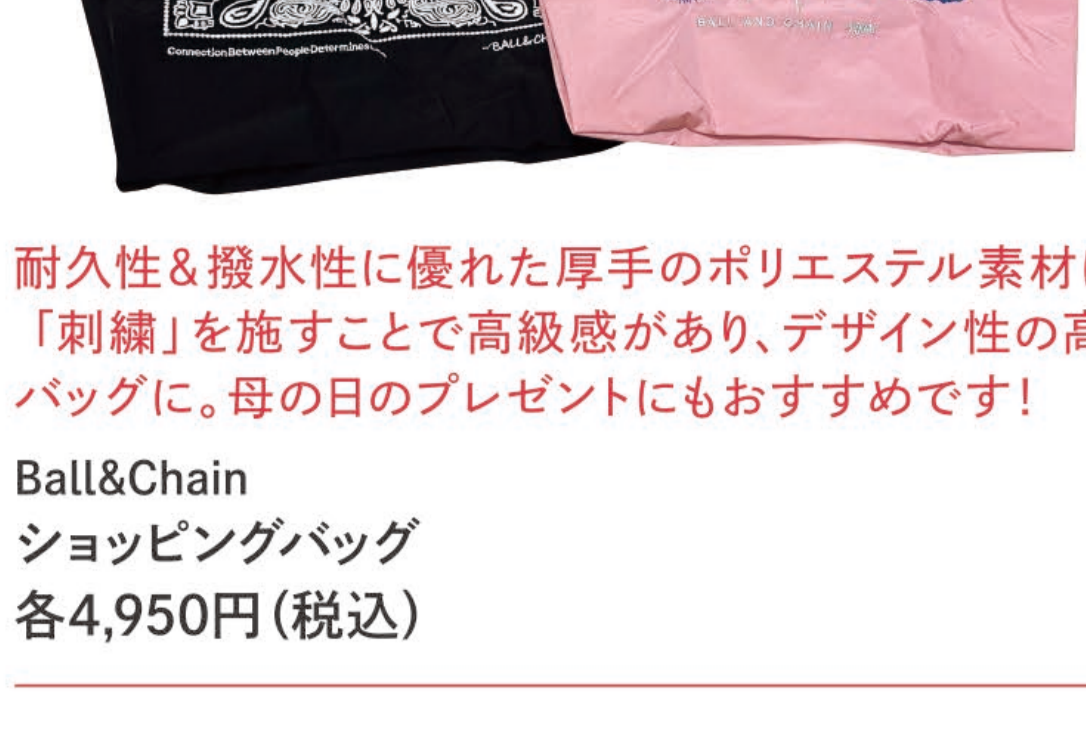 ConnectionBetweenPeopleDetermines
BALL&CH
BALL AND CHAIN
耐久性&撥水性に優れた厚手のポリエステル素材に
「刺繍」を施すことで高級感があり、デザイン性の高
バッグに。母の日のプレゼントにもおすすめです!
Ball&Chain
ショッピングバッグ
各4,950円(税込)